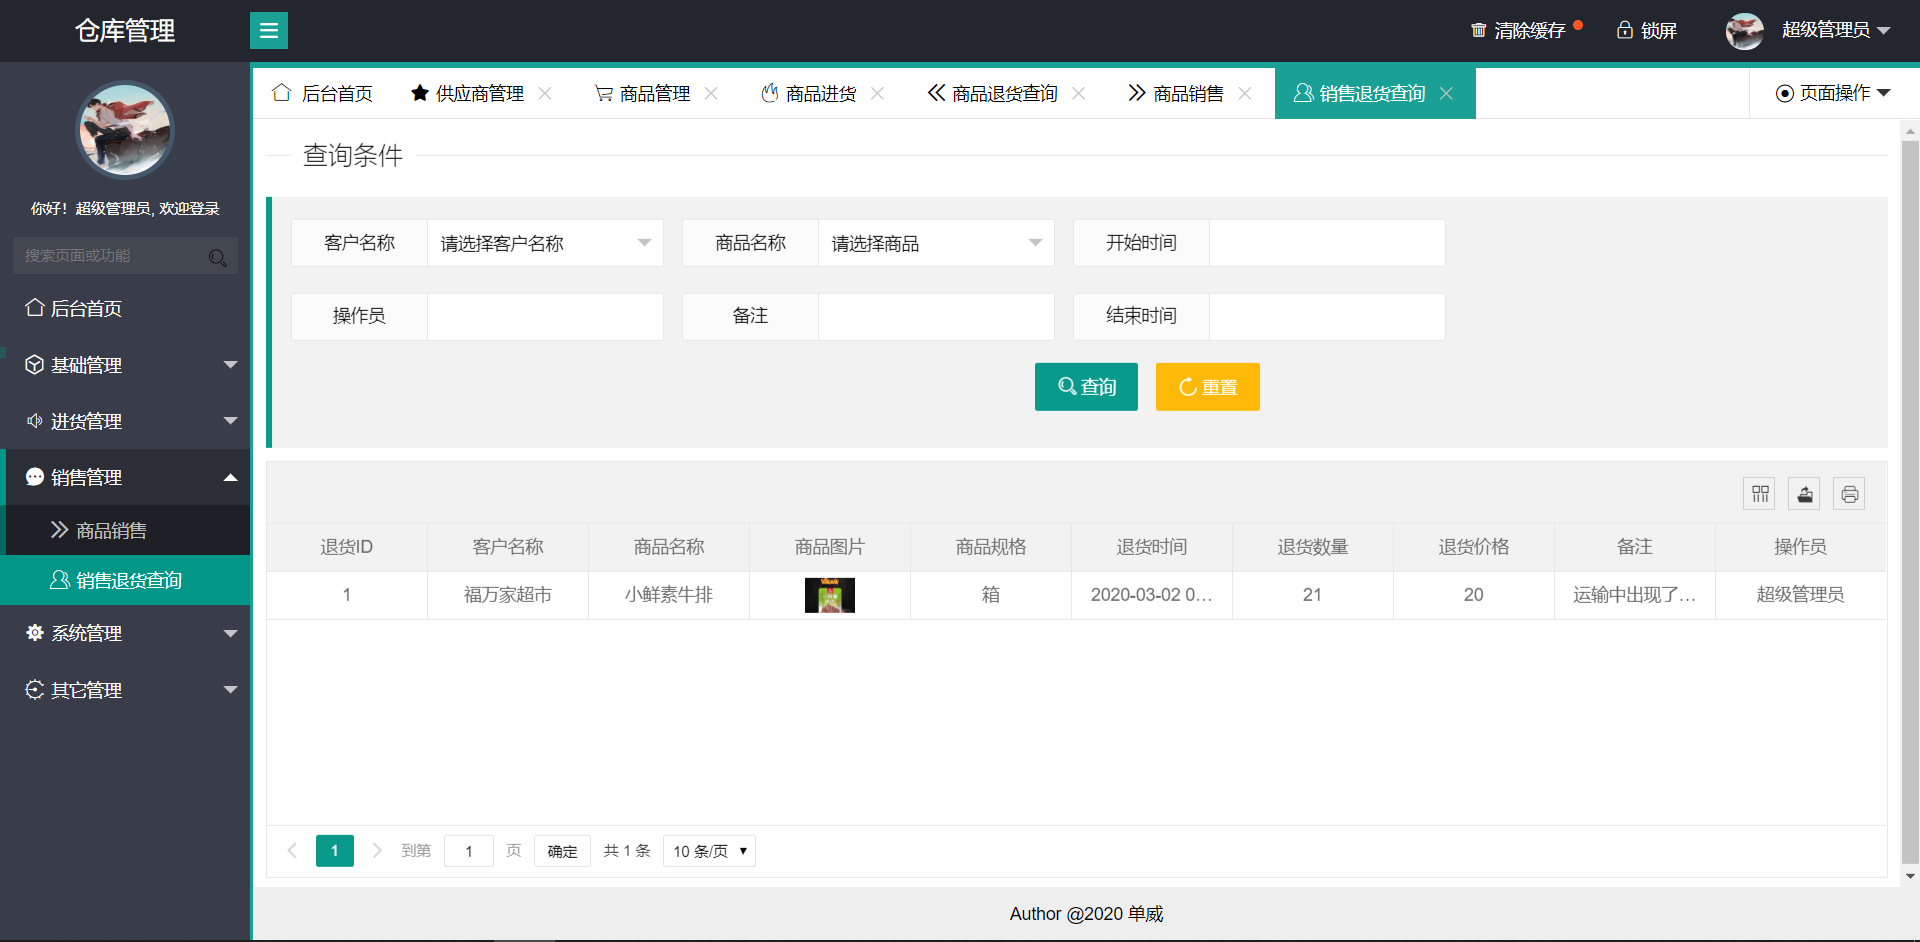 仓库管理
清除缓存
锁屏
超级管理员
后台首页
供应商管理
商品管理
商品进货
商品退货查询
商品销售
销售退货查询
页面操作
你好！超级管理员, 欢迎登录
搜索页面或功能
后台首页
基础管理
进货管理
销售管理
商品销售
销售退货查询
系统管理
其它管理
查询条件
客户名称 请选择客户名称 商品名称 请选择商品 开始时间
操作员 备注 结束时间
查询 重置
退货ID 客户名称 商品名称 商品图片 商品规格 退货时间 退货数量 退货价格 备注 操作员
1 福万家超市 小鲜素牛排 箱 2020-03-02 0... 21 20 运输中出现了... 超级管理员
1 到第 1 页 确定 共 1 条 10 条/页
Author @2020 单威